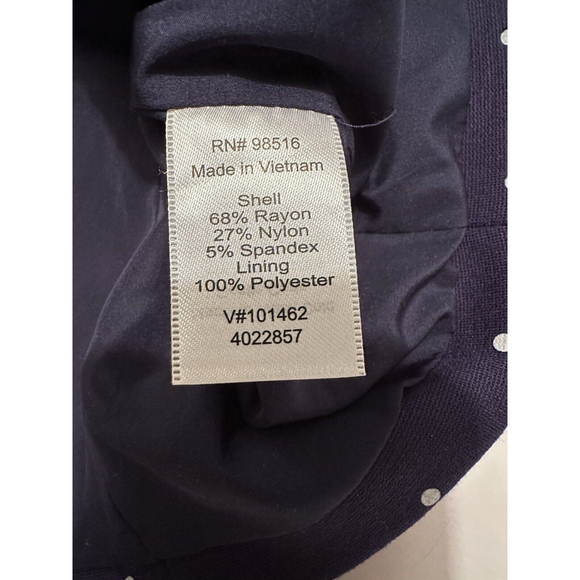 RN# 98516
Made in Vietnam
Shell
68% Rayon
27% Nylon
5% Spandex
Lining
100% Polyester
V#101462
4022857